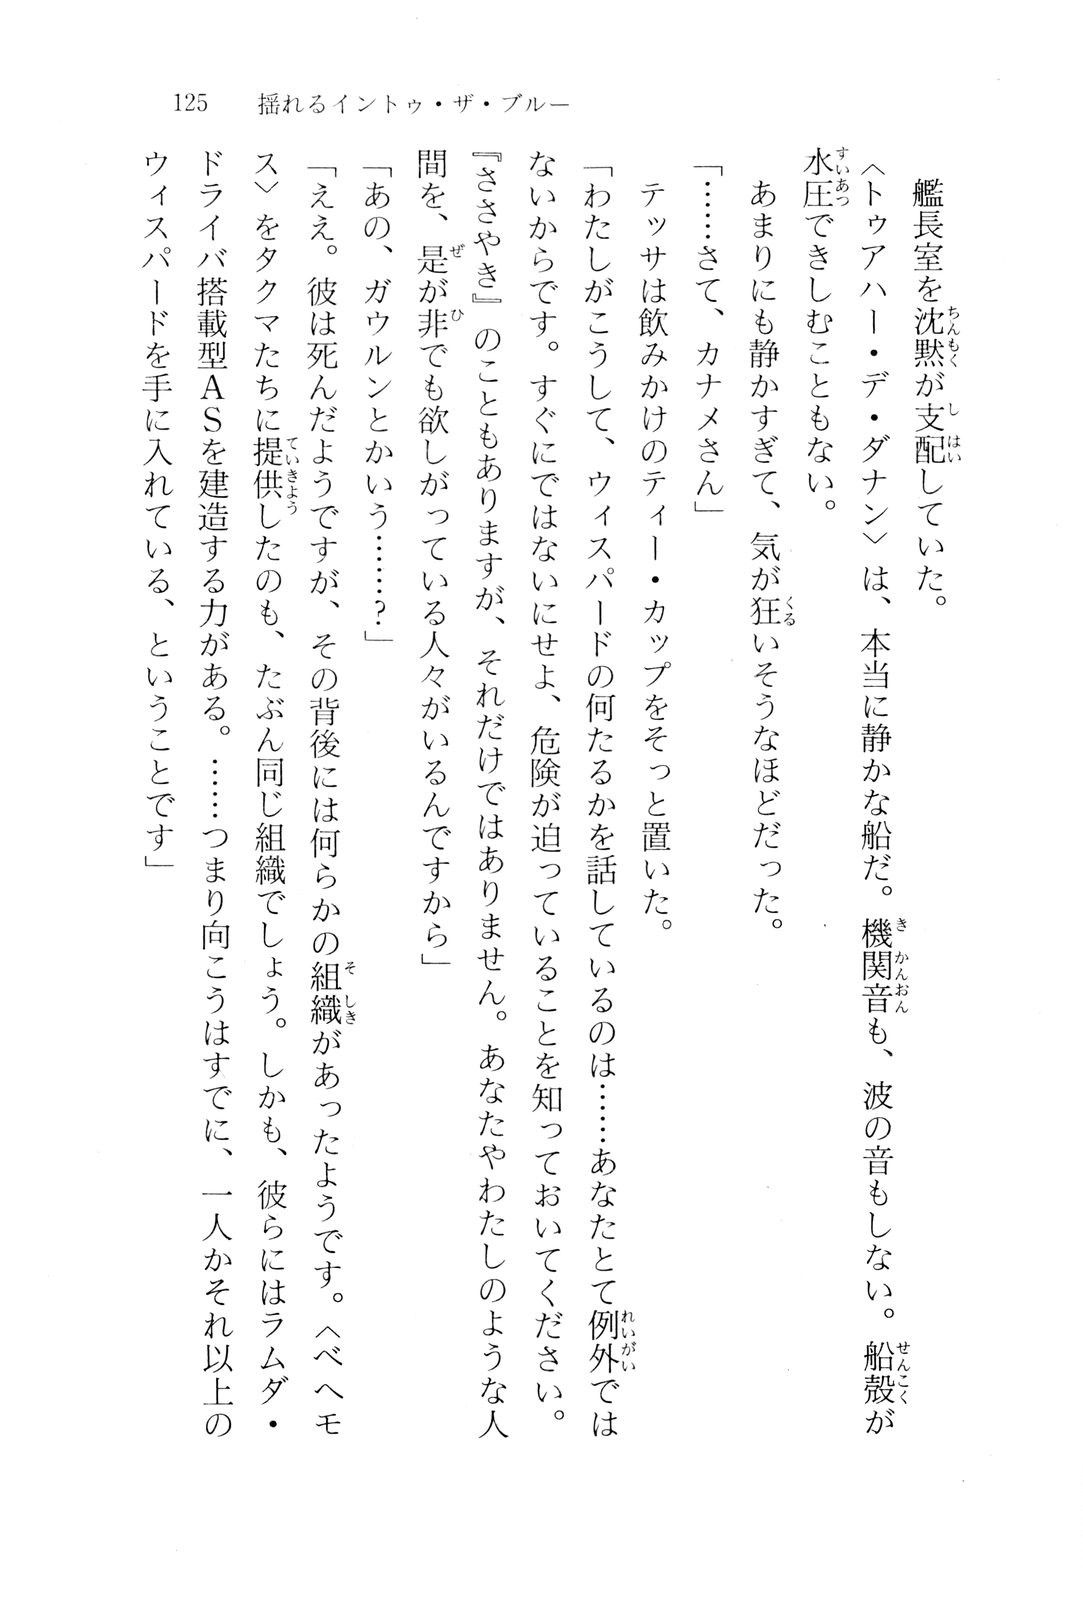 125　揺れるイントゥ・ザ・ブルー
　艦長室を沈黙が支配していた。
〈トゥアハー・デ・ダナン〉は、本当に静かな船だ。機関音も、波の音もしない。船殻が
水圧できしむこともない。
　あまりにも静かすぎて、気が狂いそうなほどだった。
「……さて、カナメさん」
　テッサは飲みかけのティー・カップをそっと置いた。
「わたしがこうして、ウィスパードの何たるかを話しているのは……あなたとて例外では
ないからです。すぐにではないにせよ、危険が迫っていることを知っておいてください。
『ささやき』のこともありますが、それだけではありません。あなたやわたしのような人
間を、是が非でも欲しがっている人々がいるんですから」
「あの、ガウルンとかいう……？」
「ええ。彼は死んだようですが、その背後には何らかの組織があったようです。〈ベヘモ
ス〉をタクマたちに提供したのも、たぶん同じ組織でしょう。しかも、彼らにはラムダ・
ドライバ搭載型ＡＳを建造する力がある。……つまり向こうはすでに、一人かそれ以上の
ウィスパードを手に入れている、ということです」